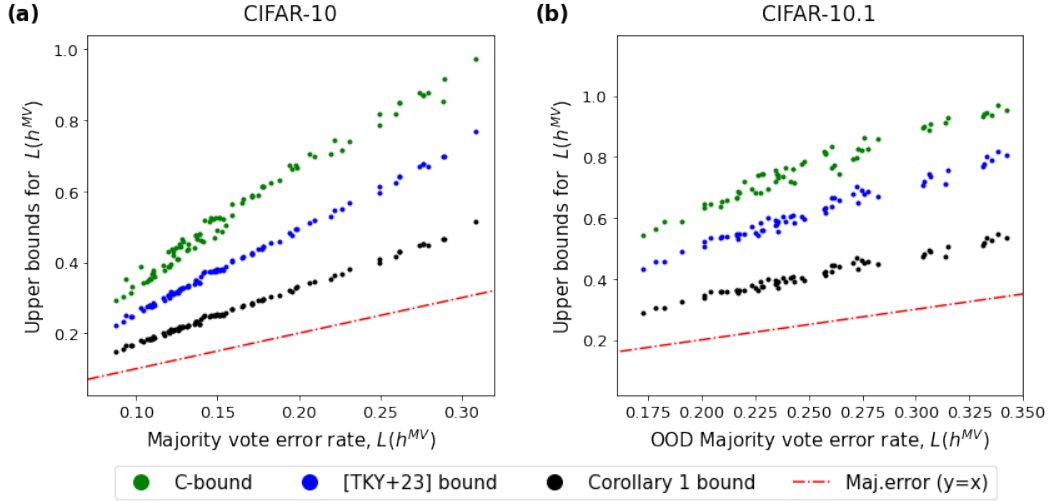 (a)
CIFAR-10
Upper bounds for L(h^MV)
1.0
0.8
0.6
0.4
0.2
0.10
0.15
0.20
0.25
0.30
Majority vote error rate, L(h^MV)
(b)
CIFAR-10.1
Upper bounds for L(h^MV)
1.0
0.8
0.6
0.4
0.2
0.175
0.200
0.225
0.250
0.275
0.300
0.325
0.350
OOD Majority vote error rate, L(h^MV)
C-bound
[TKY+23] bound
Corollary 1 bound
Maj.error (y=x)